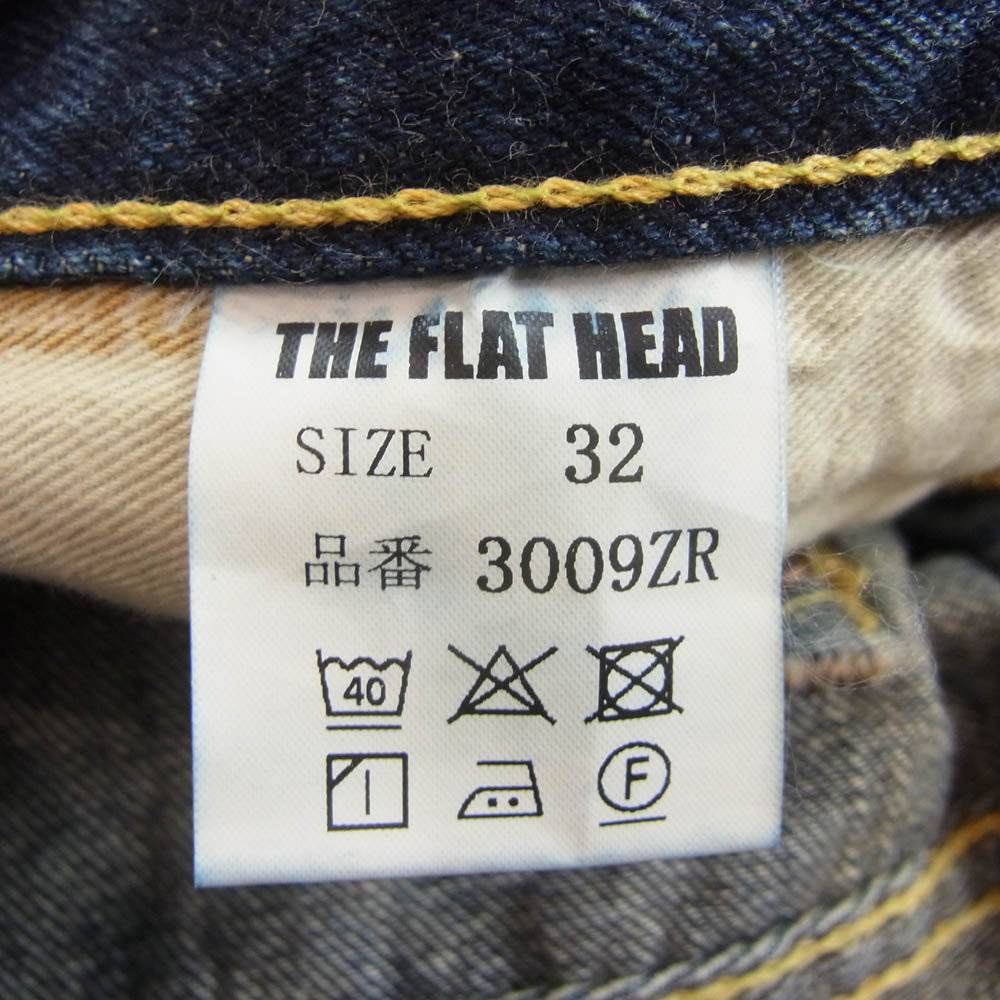 THE FLAT HEAD
SIZE 32
品番 3009ZR
40
F